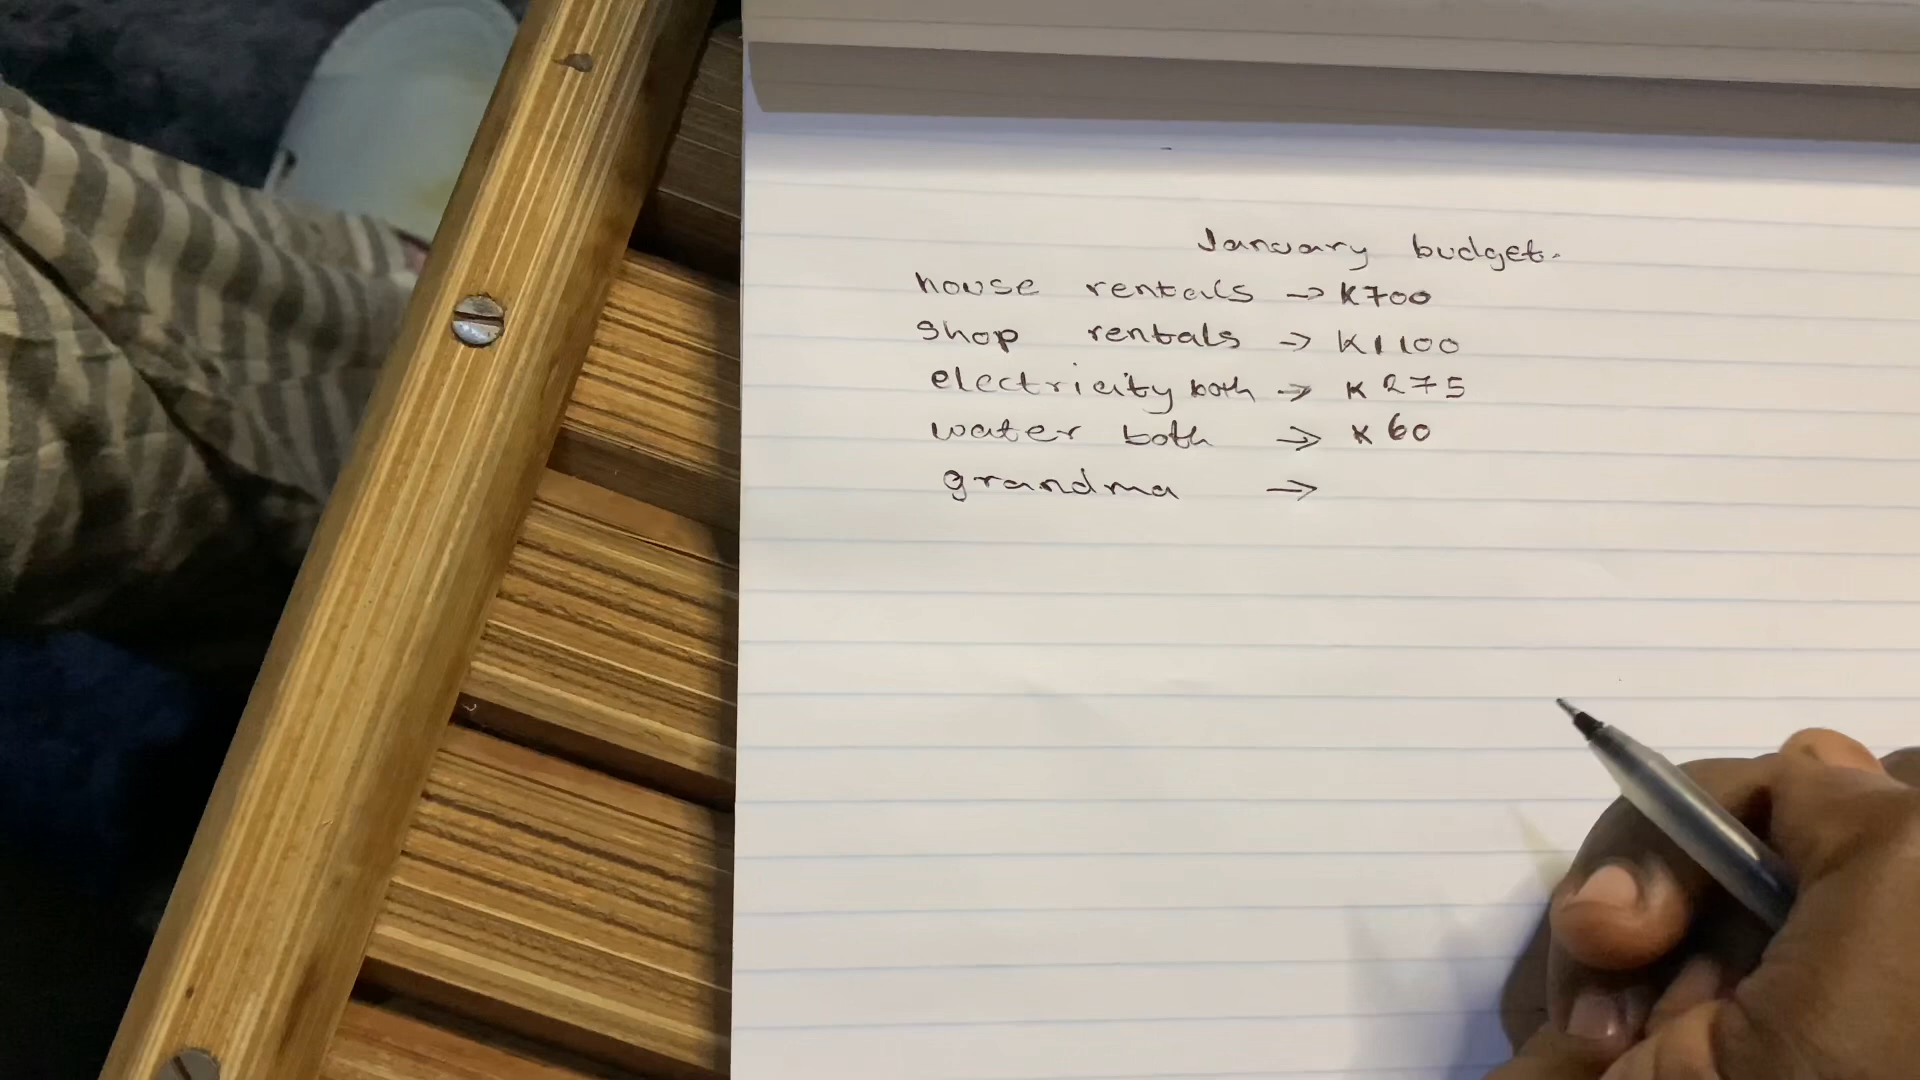 January budget.
house rentals → K700
shop rentals → K1100
electricity both → K275
water both → K60
grandma →